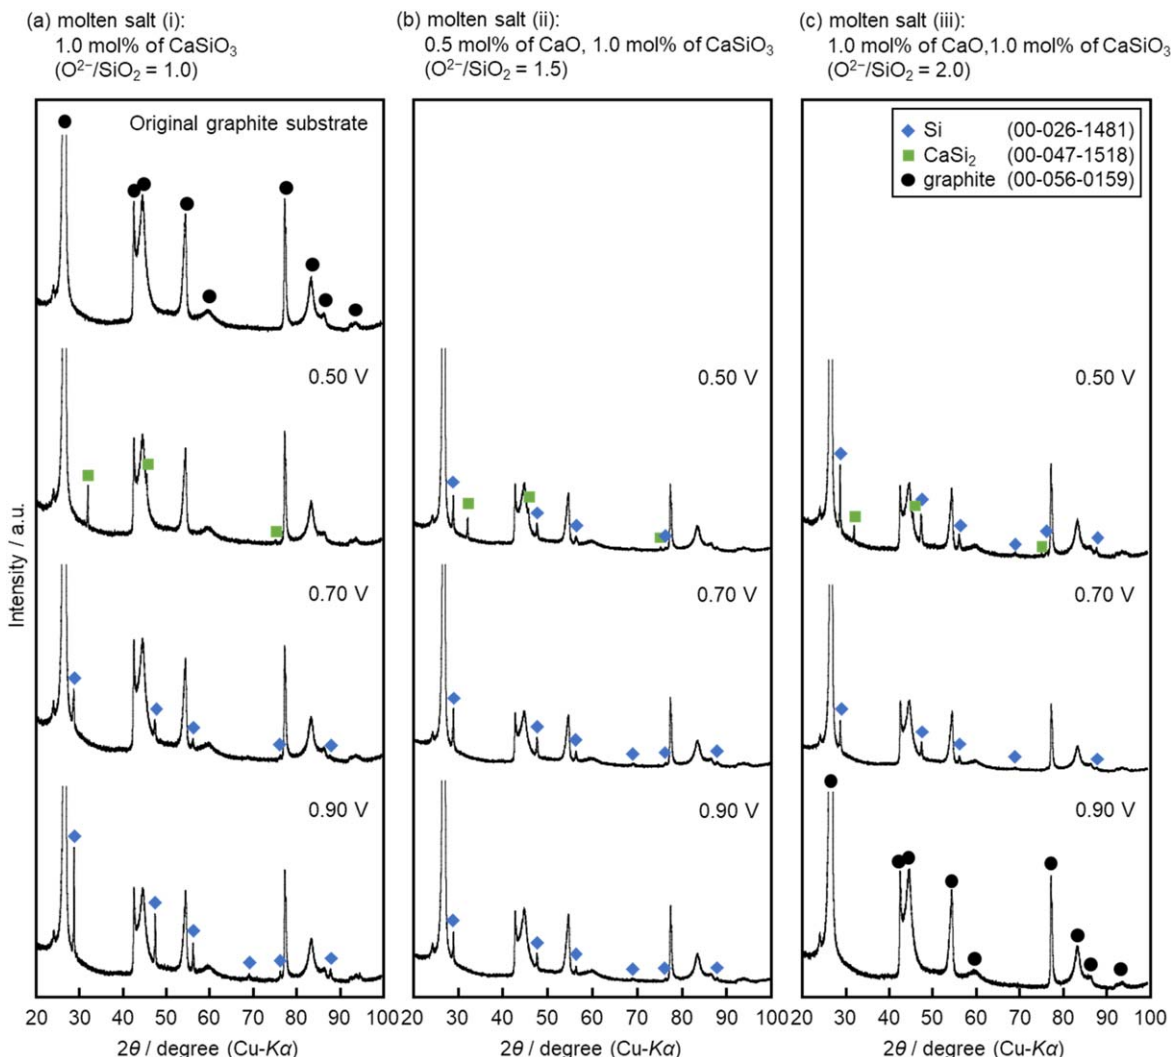 (a) molten salt (i):
1.0 mol% of CaSiO₃
(O²⁻/SiO₂ = 1.0)
(b) molten salt (ii):
0.5 mol% of CaO, 1.0 mol% of CaSiO₃
(O²⁻/SiO₂ = 1.5)
(c) molten salt (iii):
1.0 mol% of CaO, 1.0 mol% of CaSiO₃
(O²⁻/SiO₂ = 2.0)
Intensity / a.u.
Original graphite substrate
0.50 V
0.70 V
0.90 V
20 30 40 50 60 70 80 90 100
2θ / degree (Cu-Kα)
0.50 V
0.70 V
0.90 V
20 30 40 50 60 70 80 90 100
2θ / degree (Cu-Kα)
Si (00-026-1481)
CaSi₂ (00-047-1518)
graphite (00-056-0159)
0.50 V
0.70 V
0.90 V
20 30 40 50 60 70 80 90 100
2θ / degree (Cu-Kα)